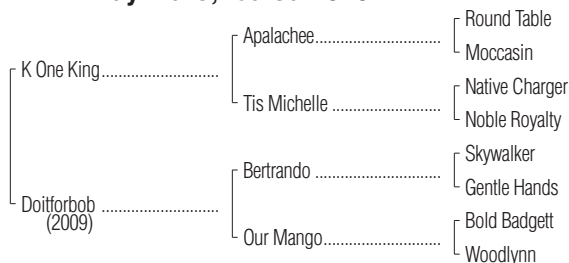 Round Table
Apalachee..............................
Moccasin
K One King............................
Native Charger
Tis Michelle ..........................
Noble Royalty
Skywalker
Bertrando ..............................
Gentle Hands
Doitforbob ............................
(2009)
Bold Badgett
Our Mango............................
Woodlynn